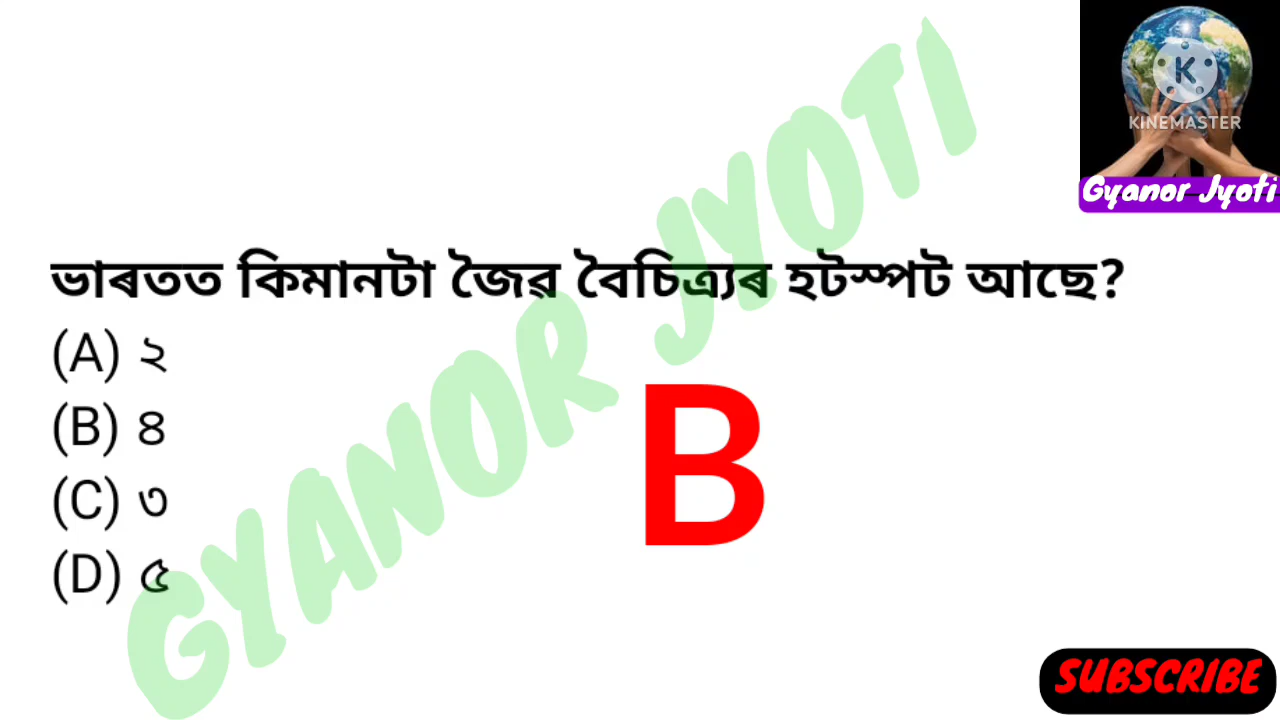 K
KINEMASTER
Gyanor Jyoti
GYANOR JYOTI
ভাৰতত কিমানটা জৈৱ বৈচিত্ৰ্যৰ হটস্পট আছে?
(A) ২
(B) ৪
(C) ৩
(D) ৫
B
SUBSCRIBE